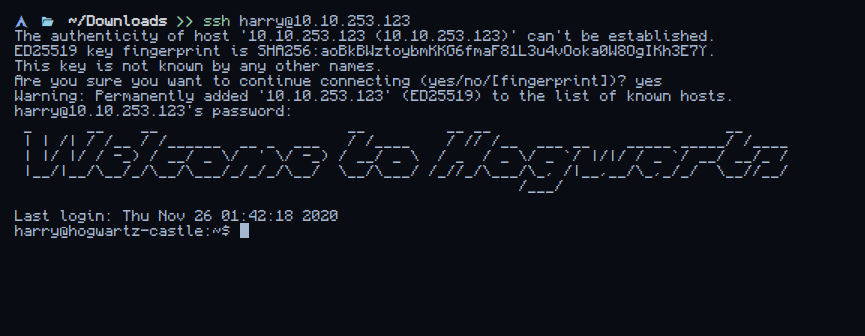 ~/Downloads >> ssh harry@10.10.253.123
The authenticity of host '10.10.253.123 (10.10.253.123)' can't be established.
ED25519 key fingerprint is SHA256:aoBkBWztoybmKKG6fmaF81L3u4vOoka0W8OgIKh3E7Y.
This key is not known by any other names.
Are you sure you want to continue connecting (yes/no/[fingerprint])? yes
Warning: Permanently added '10.10.253.123' (ED25519) to the list of known hosts.
harry@10.10.253.123's password:
Welcome to Hogwartz
Last login: Thu Nov 26 01:42:18 2020
harry@hogwartz-castle:~$